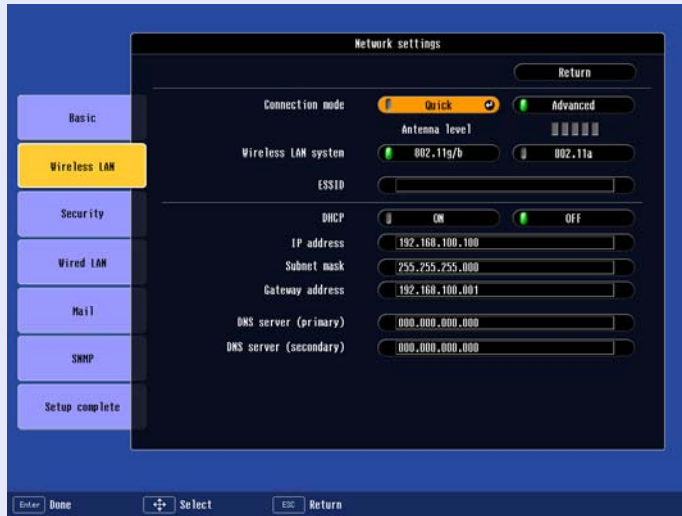 Network settings
Return
Basic
Wireless LAN
Security
Wired LAN
Mail
SNMP
Setup complete
Connection mode Quick Advanced
Antenna level
Wireless LAN system 802.11g/b 802.11a
ESSID
DHCP ON OFF
IP address 192.168.100.100
Subnet mask 255.255.255.000
Gateway address 192.168.100.001
DNS server (primary) 000.000.000.000
DNS server (secondary) 000.000.000.000
Enter Done Select ESC Return